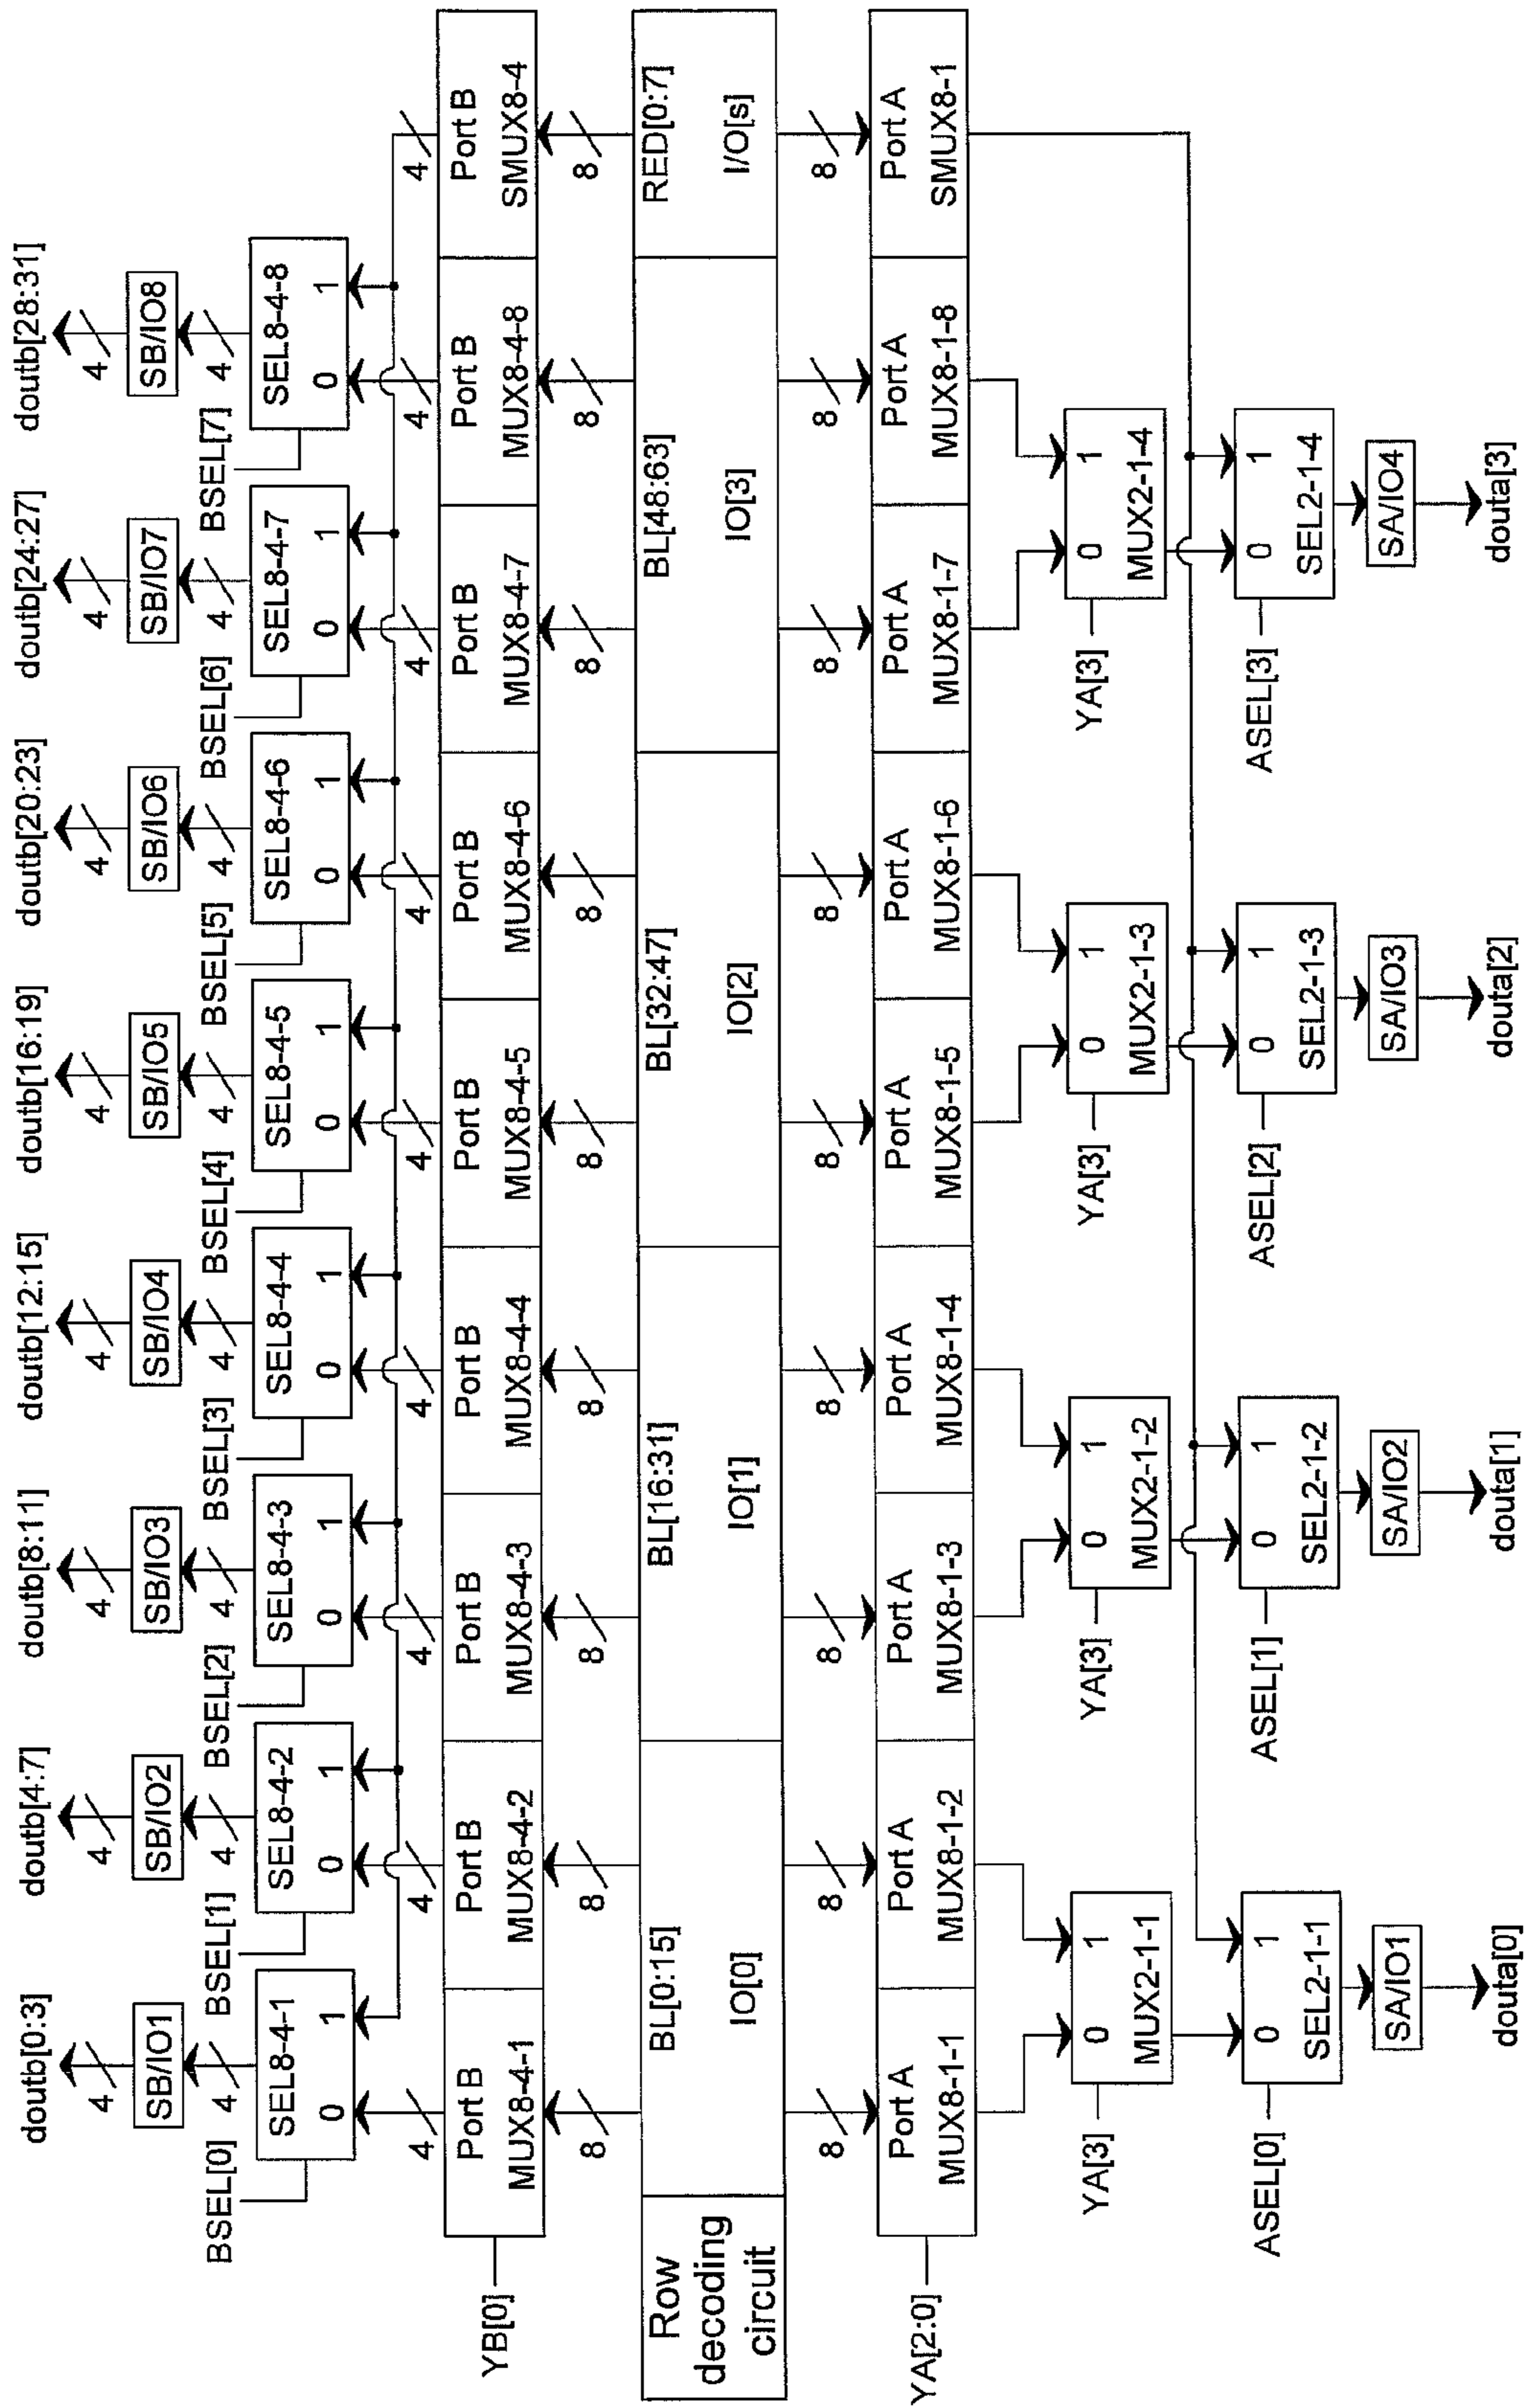 doutb[0:3] doutb[4:7] doutb[8:11] doutb[12:15] doutb[16:19] doutb[20:23] doutb[24:27] doutb[28:31]
4 4 4 4 4 4 4 4
SB/IO1 SB/IO2 SB/IO3 SB/IO4 SB/IO5 SB/IO6 SB/IO7 SB/IO8
BSEL[0] 4 BSEL[1] 4 BSEL[2] 4 BSEL[3] 4 BSEL[4] 4 BSEL[5] 4 BSEL[6] 4 BSEL[7] 4
SEL8-4-1 SEL8-4-2 SEL8-4-3 SEL8-4-4 SEL8-4-5 SEL8-4-6 SEL8-4-7 SEL8-4-8
0 1 0 1 0 1 0 1 0 1 0 1 0 1 0 1
4 4 4 4 4 4 4 4 4
Port B Port B Port B Port B Port B Port B Port B Port B Port B
YB[0] MUX8-4-1 MUX8-4-2 MUX8-4-3 MUX8-4-4 MUX8-4-5 MUX8-4-6 MUX8-4-7 MUX8-4-8 SMUX8-4
8 8 8 8 8 8 8 8 8
Row
decoding
circuit
BL[0:15] BL[16:31] BL[32:47] BL[48:63] RED[0:7]
IO[0] IO[1] IO[2] IO[3] I/O[s]
8 8 8 8 8 8 8 8 8
Port A Port A Port A Port A Port A Port A Port A Port A Port A
YA[2:0] MUX8-1-1 MUX8-1-2 MUX8-1-3 MUX8-1-4 MUX8-1-5 MUX8-1-6 MUX8-1-7 MUX8-1-8 SMUX8-1
0 1 0 1 0 1 0 1
YA[3] MUX2-1-1 YA[3] MUX2-1-2 YA[3] MUX2-1-3 YA[3] MUX2-1-4
0 1 0 1 0 1 0 1
ASEL[0] SEL2-1-1 ASEL[1] SEL2-1-2 ASEL[2] SEL2-1-3 ASEL[3] SEL2-1-4
SA/IO1 SA/IO2 SA/IO3 SA/IO4
douta[0] douta[1] douta[2] douta[3]